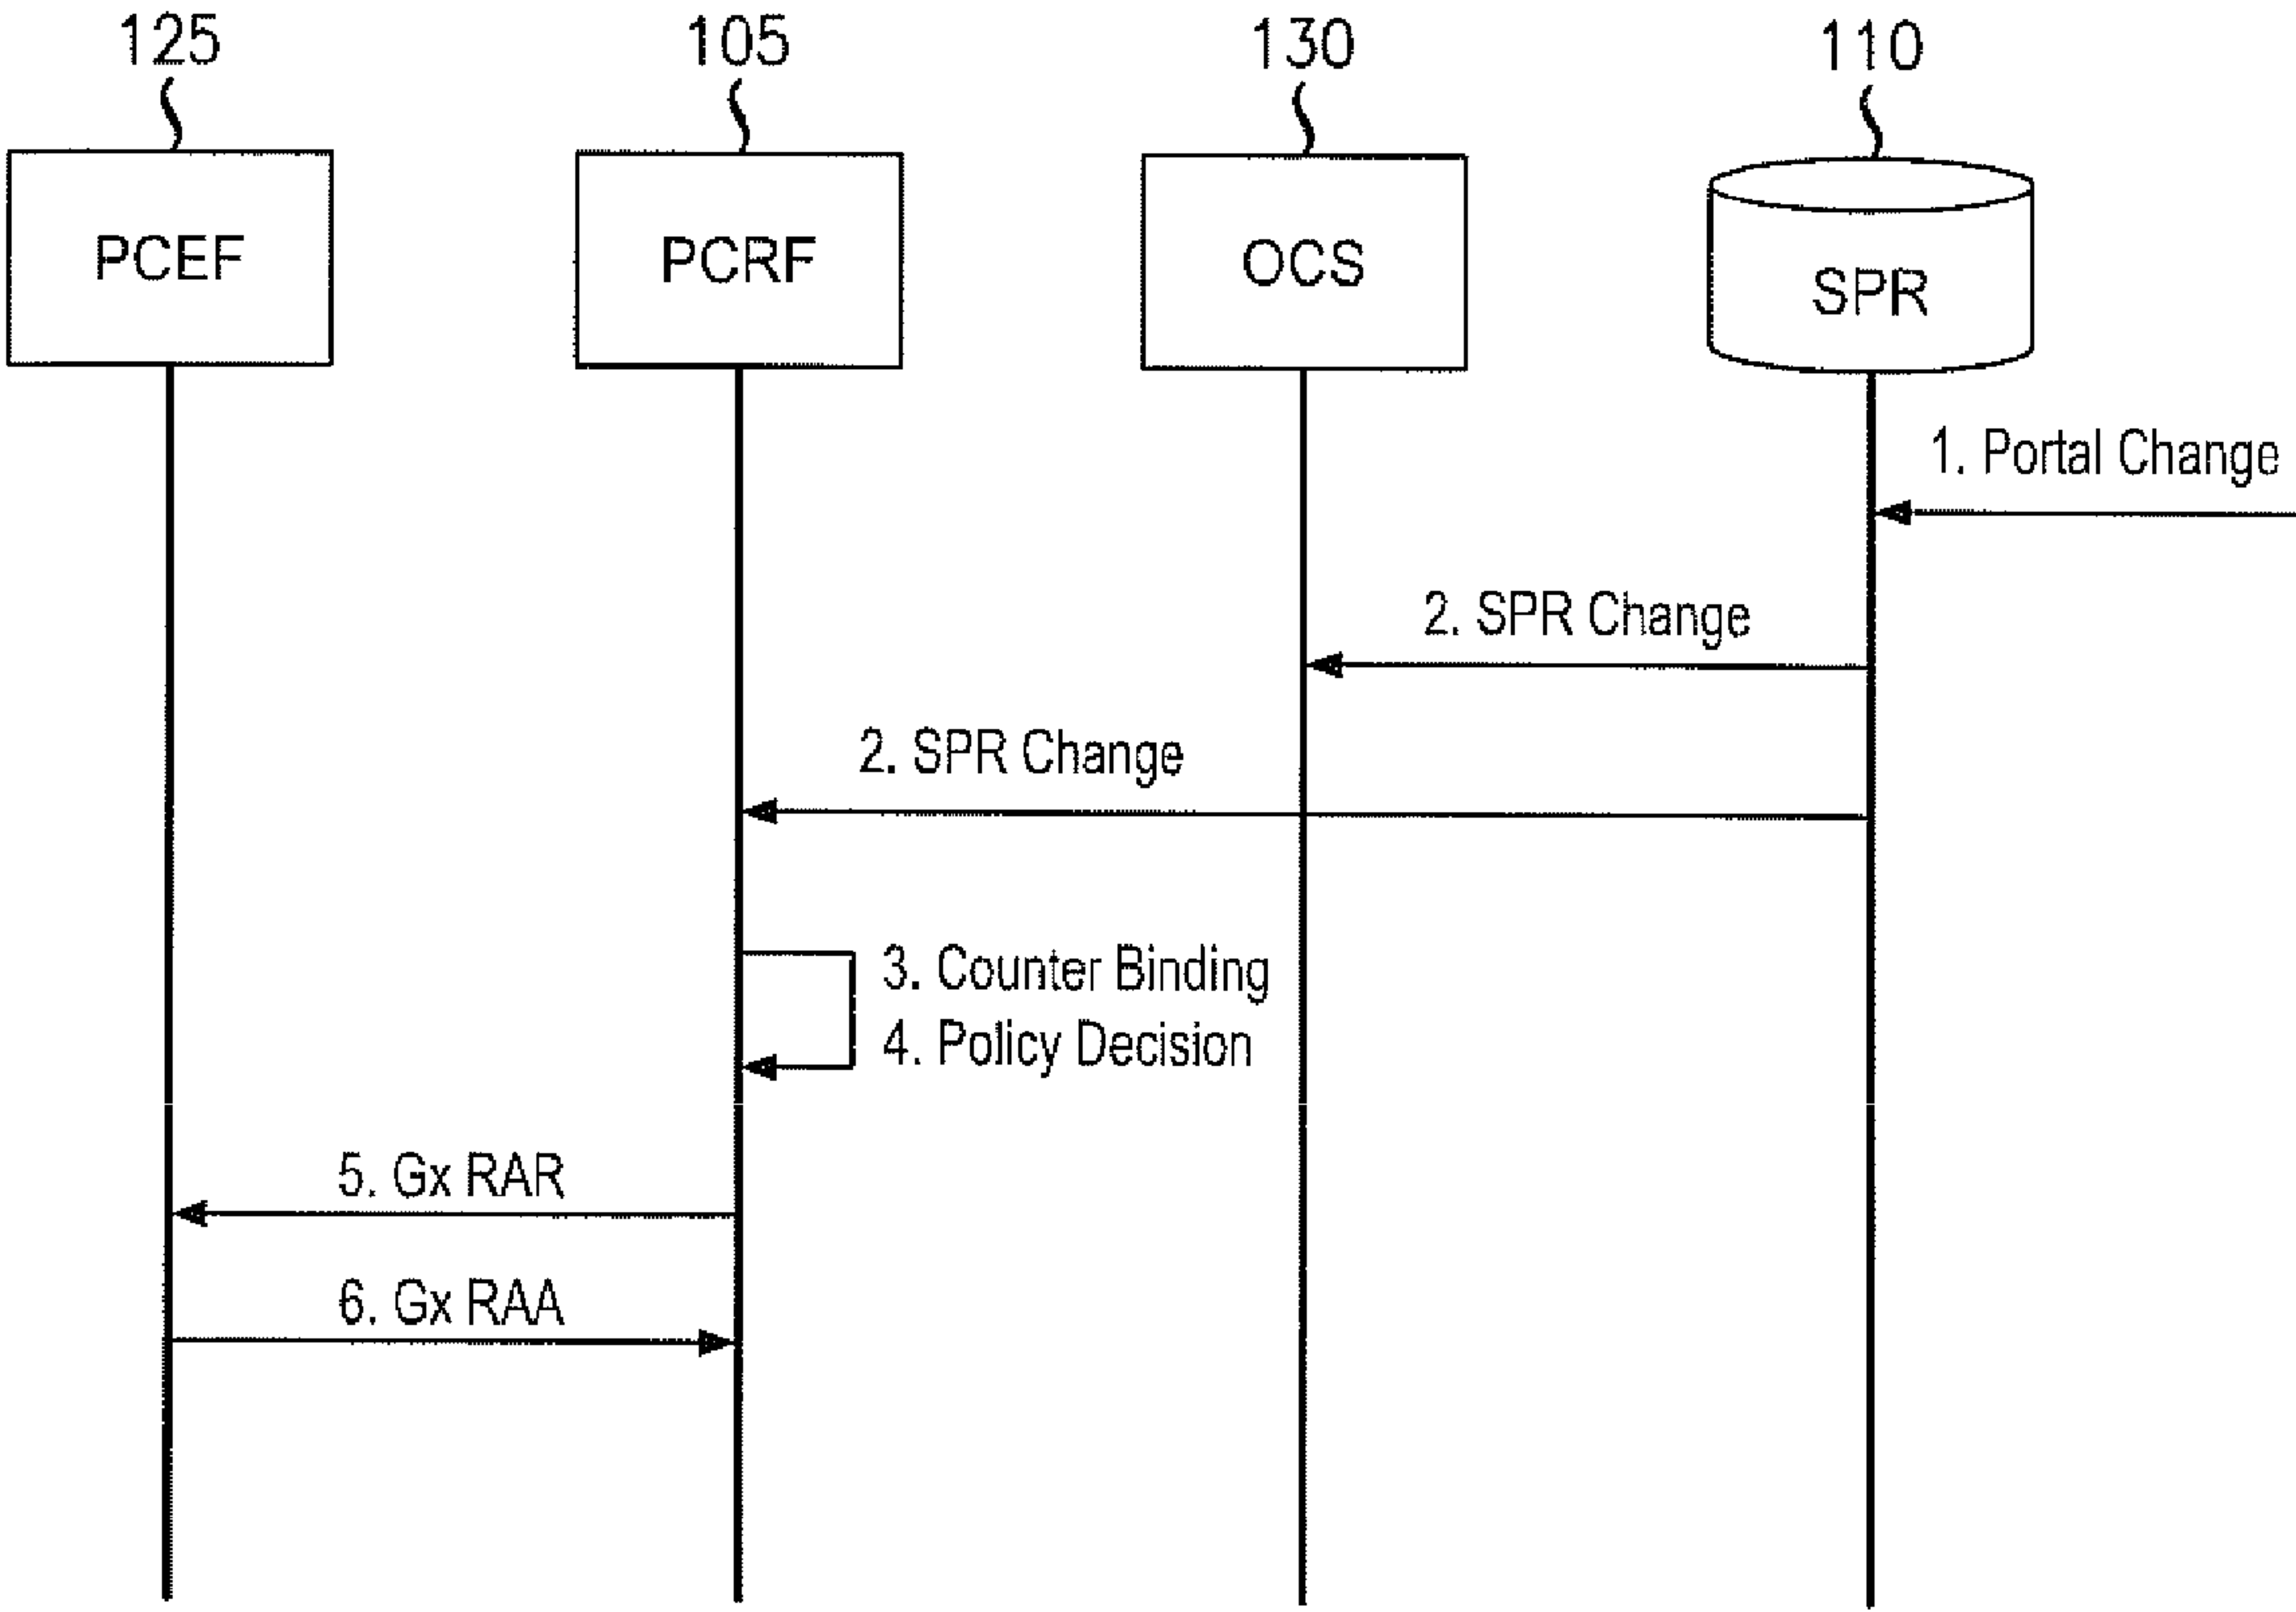 125
105
130
110
PCEF
PCRF
OCS
SPR
1. Portal Change
2. SPR Change
2. SPR Change
3. Counter Binding
4. Policy Decision
5. Gx RAR
6. Gx RAA